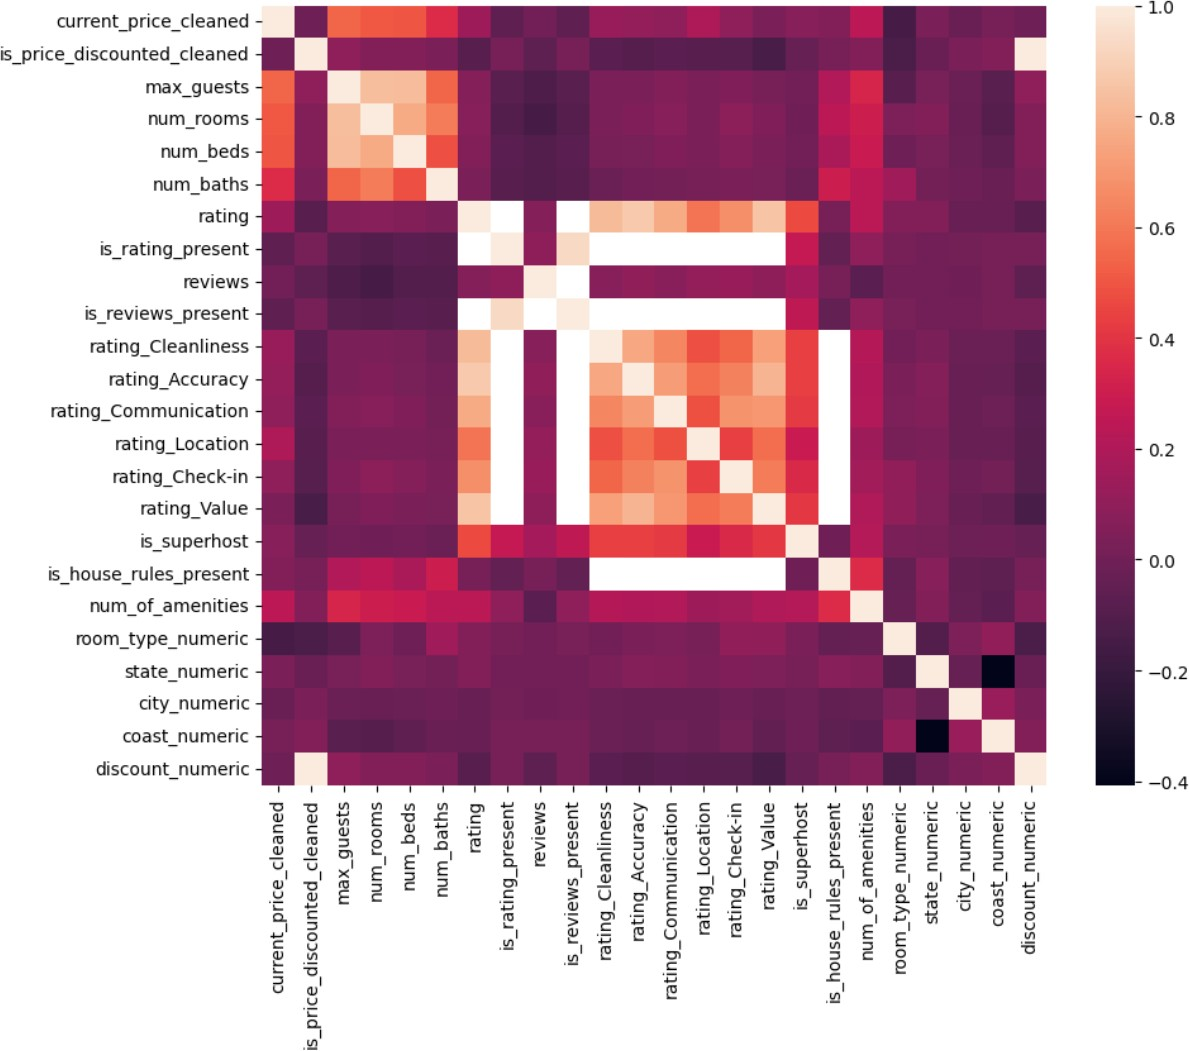 current_price_cleaned
is_price_discounted_cleaned
max_guests
num_rooms
num_beds
num_baths
rating
is_rating_present
reviews
is_reviews_present
rating_Cleanliness
rating_Accuracy
rating_Communication
rating_Location
rating_Check-in
rating_Value
is_superhost
is_house_rules_present
num_of_amenities
room_type_numeric
state_numeric
city_numeric
coast_numeric
discount_numeric
current_price_cleaned
is_price_discounted_cleaned
max_guests
num_rooms
num_beds
num_baths
rating
is_rating_present
reviews
is_reviews_present
rating_Cleanliness
rating_Accuracy
rating_Communication
rating_Location
rating_Check-in
rating_Value
is_superhost
is_house_rules_present
num_of_amenities
room_type_numeric
state_numeric
city_numeric
coast_numeric
discount_numeric
1.0
0.8
0.6
0.4
0.2
0.0
−0.2
−0.4